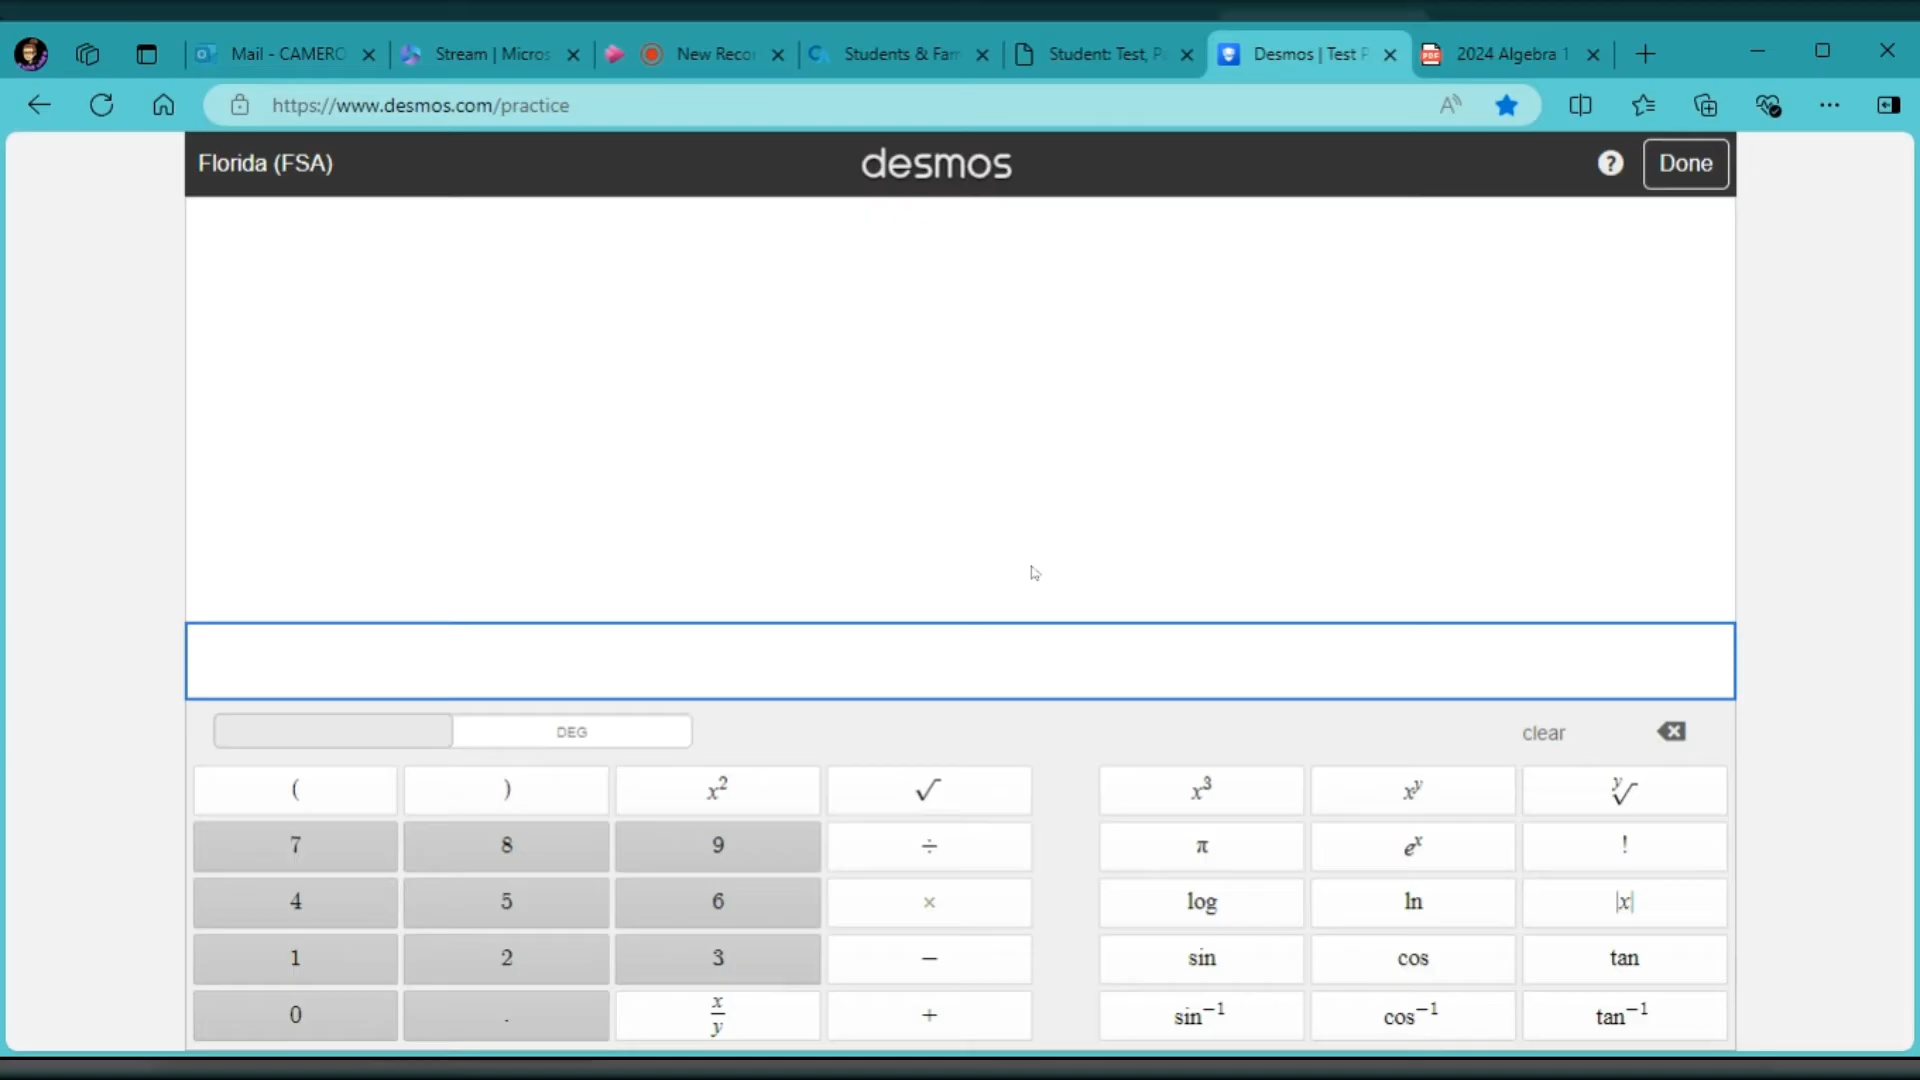 Mail - CAMERO
Stream | Micros
New Reco
Students & Fam
Student: Test, P
Desmos | Test P
2024 Algebra 1
https://www.desmos.com/practice
Florida (FSA)
desmos
?
Done
DEG
clear
( ) x² √ x³ xʸ ʸ√
7 8 9 ÷ π eˣ !
4 5 6 × log ln |x|
1 2 3 − sin cos tan
0 . x/y + sin⁻¹ cos⁻¹ tan⁻¹